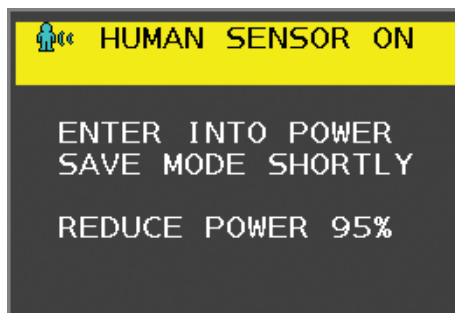 HUMAN SENSOR ON
ENTER INTO POWER
SAVE MODE SHORTLY
REDUCE POWER 95%